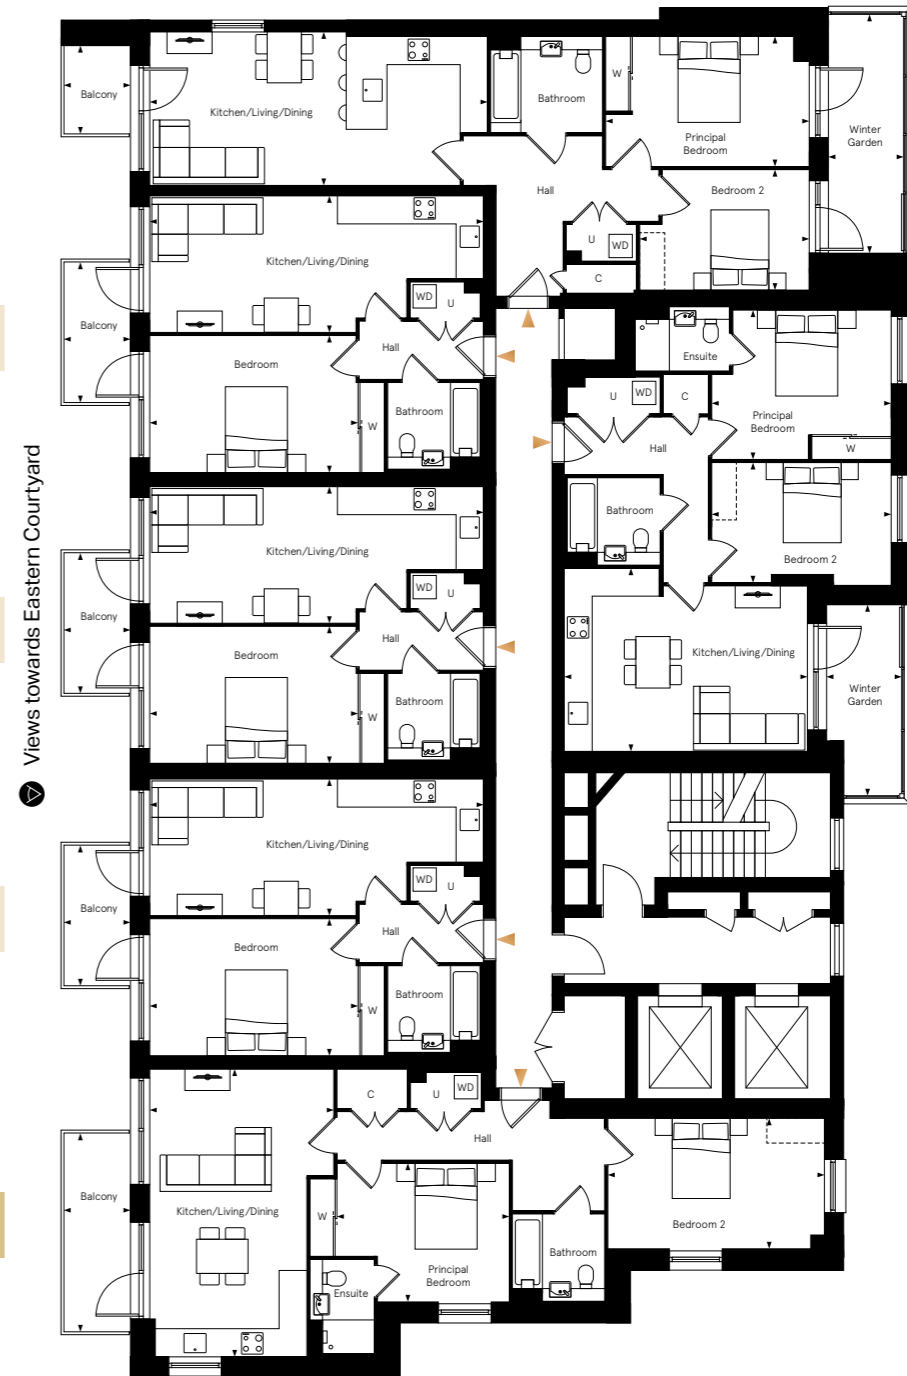 Views towards Eastern Courtyard
Balcony
Kitchen/Living/Dining
Bathroom
W
Principal
Bedroom
Winter
Garden
Hall
Bedroom 2
U
WD
C
Kitchen/Living/Dining
Balcony
WD
U
Hall
Bedroom
Bathroom
W
Ensuite
Principal
Bedroom
U
WD
C
Hall
W
Bathroom
Bedroom 2
Kitchen/Living/Dining
Winter
Garden
Kitchen/Living/Dining
Balcony
WD
U
Hall
Bedroom
Bathroom
W
Kitchen/Living/Dining
Balcony
WD
U
Hall
Bedroom
Bathroom
W
C
U
WD
Hall
Balcony
Kitchen/Living/Dining
W
Principal
Bedroom
Ensuite
Bathroom
Bedroom 2